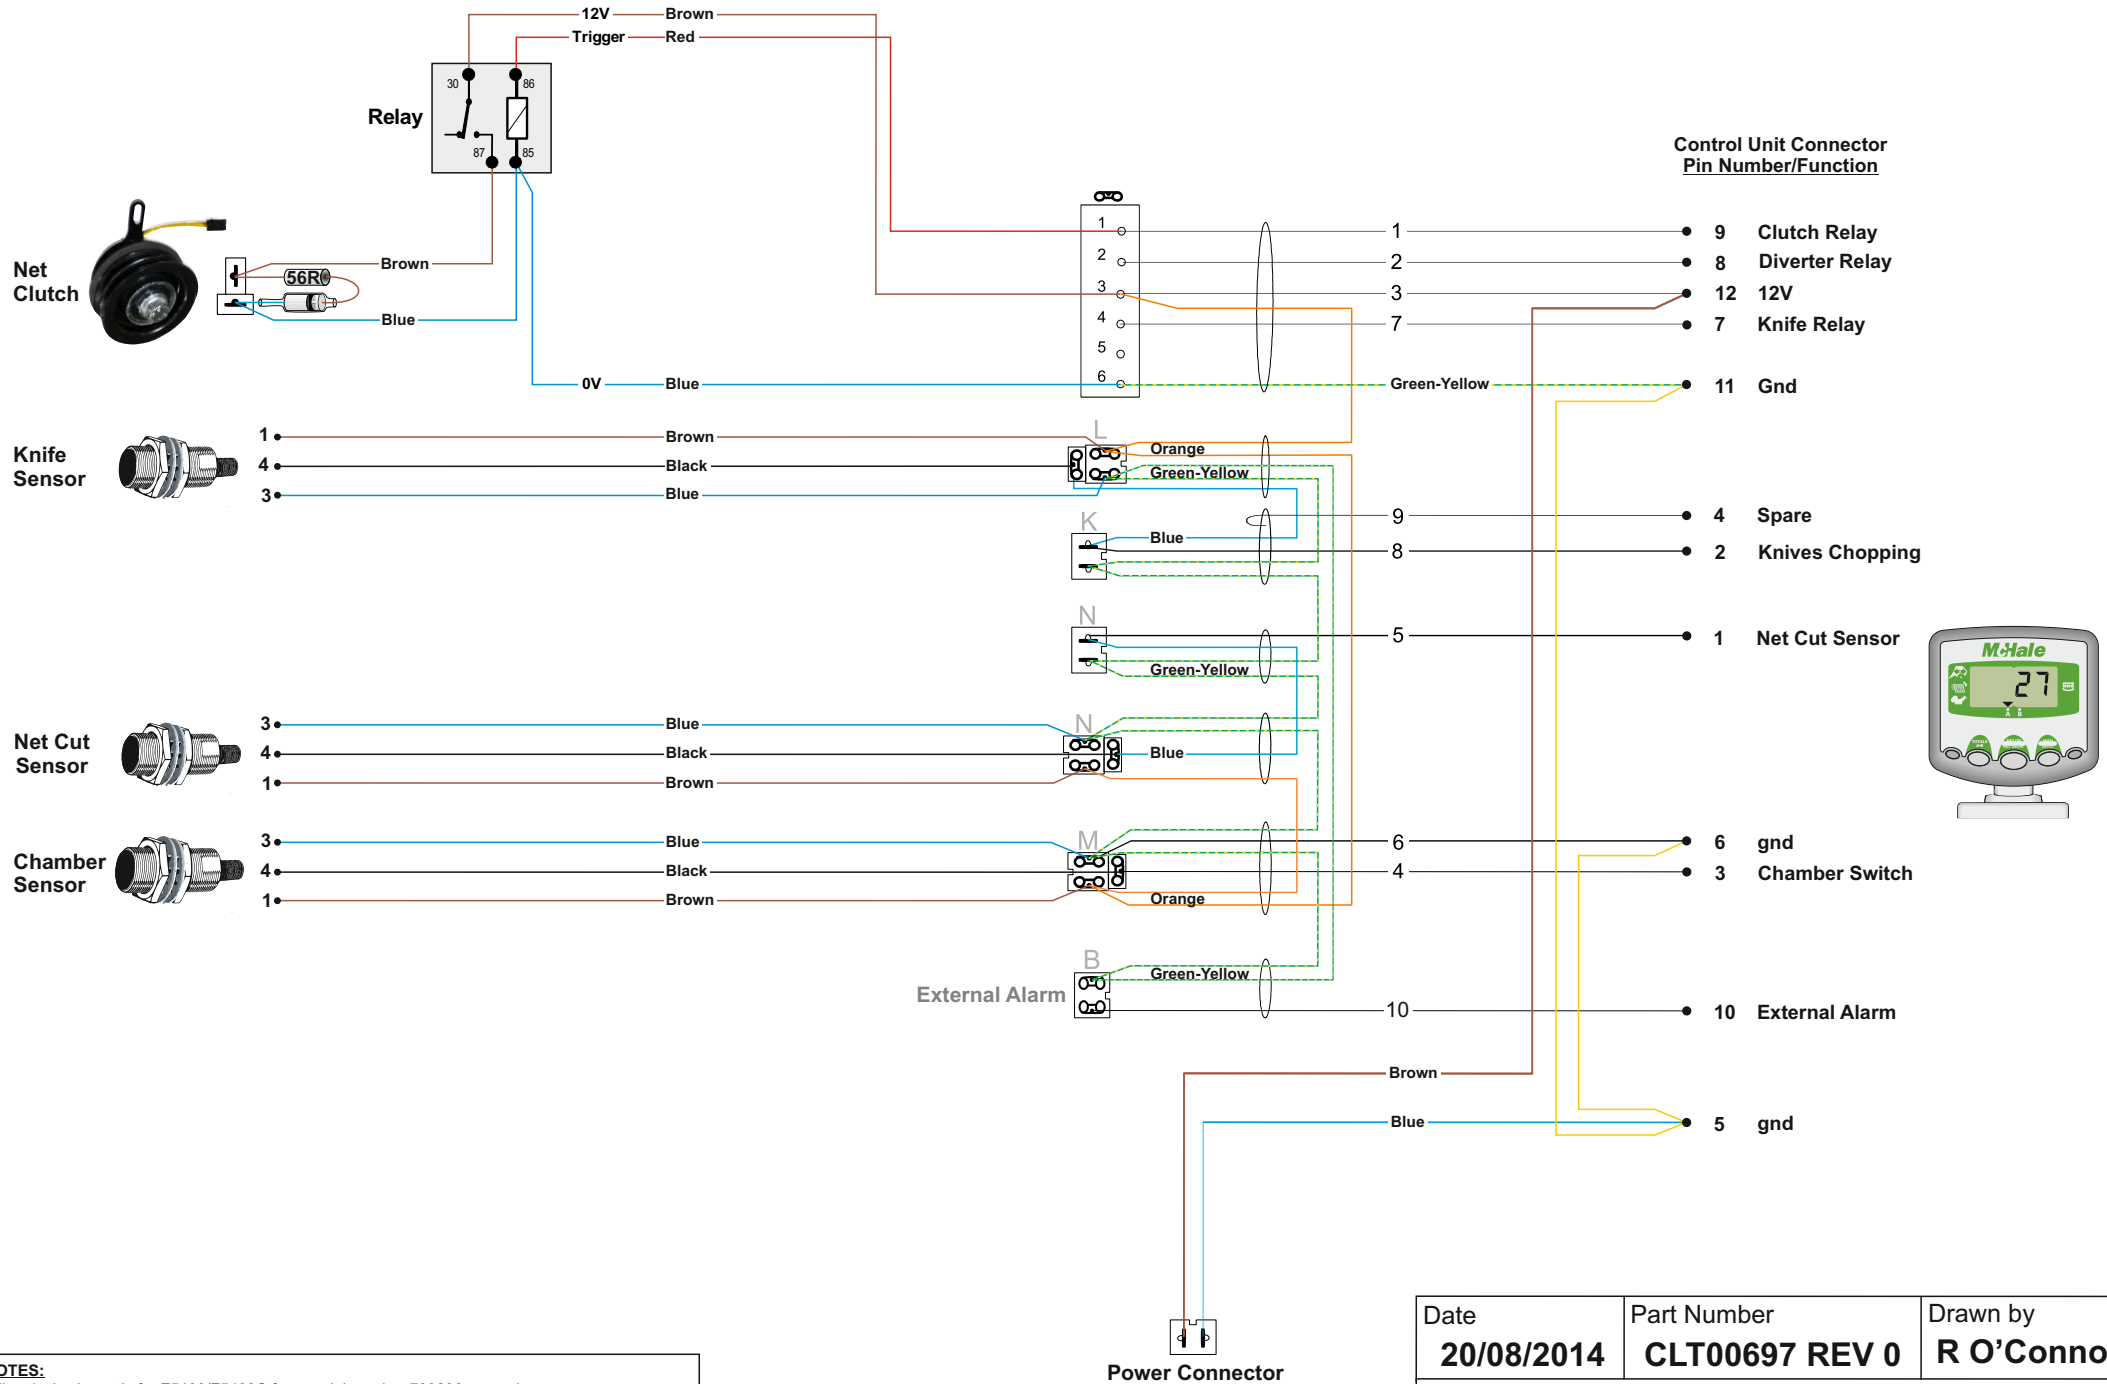 12V Brown
Trigger Red
Relay
30
86
87
85
Control Unit Connector
Pin Number/Function
Net
Clutch
Brown
56R
Blue
0V Blue
1
2
3
4
5
6
1 9 Clutch Relay
2 8 Diverter Relay
3 12 12V
7 7 Knife Relay
Green-Yellow 11 Gnd
Knife
Sensor
1 Brown
4 Black
3 Blue
L
Orange
Green-Yellow
K
Blue
9 4 Spare
8 2 Knives Chopping
N
Green-Yellow
5 1 Net Cut Sensor
McHale
27
A B
Net Cut
Sensor
3 Blue
4 Black
1 Brown
N
Blue
Chamber
Sensor
3 Blue
4 Black
1 Brown
M
Orange
6 6 gnd
4 3 Chamber Switch
B
External Alarm
Green-Yellow
10 10 External Alarm
Brown
Blue 5 gnd
Power Connector
Date
20/08/2014
Part Number
CLT00697 REV 0
Drawn by
R O'Conno
OTES: